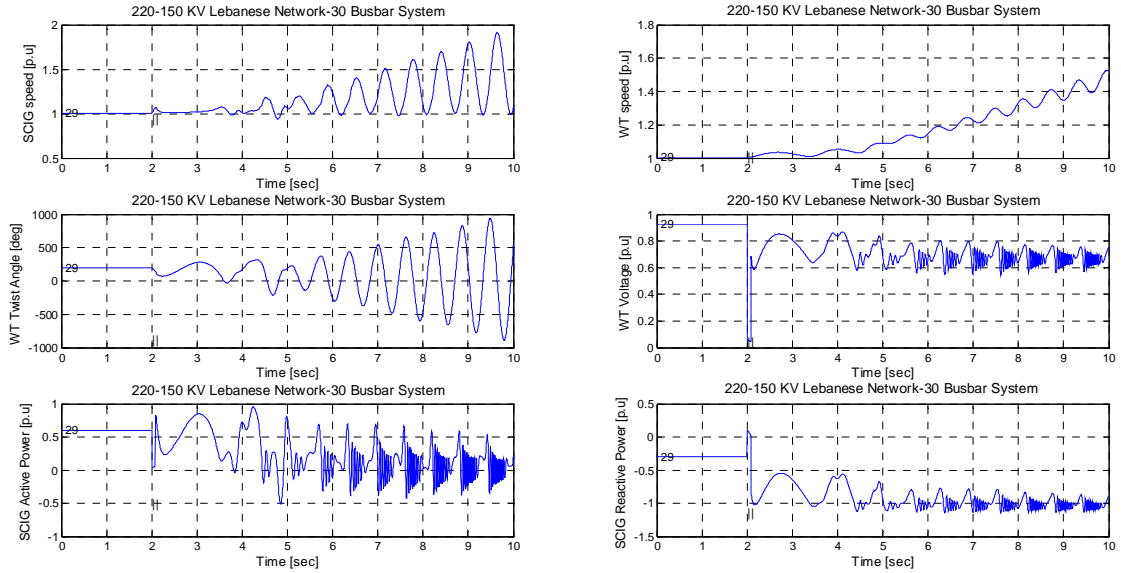 220-150 KV Lebanese Network-30 Busbar System
SCIG speed [p.u]
2
1.5
1
0.5
29
0 1 2 3 4 5 6 7 8 9 10
Time [sec]
220-150 KV Lebanese Network-30 Busbar System
WT speed [p.u]
1.8
1.6
1.4
1.2
1
29
0 1 2 3 4 5 6 7 8 9 10
Time [sec]
220-150 KV Lebanese Network-30 Busbar System
WT Twist Angle [deg]
1000
500
0
-500
-1000
29
0 1 2 3 4 5 6 7 8 9 10
Time [sec]
220-150 KV Lebanese Network-30 Busbar System
WT Voltage [p.u]
1
0.8
0.6
0.4
0.2
0
29
0 1 2 3 4 5 6 7 8 9 10
Time [sec]
220-150 KV Lebanese Network-30 Busbar System
SCIG Active Power [p.u]
1
0.5
0
-0.5
-1
29
0 1 2 3 4 5 6 7 8 9 10
Time [sec]
220-150 KV Lebanese Network-30 Busbar System
SCIG Reactive Power [p.u]
0.5
0
-0.5
-1
-1.5
29
0 1 2 3 4 5 6 7 8 9 10
Time [sec]